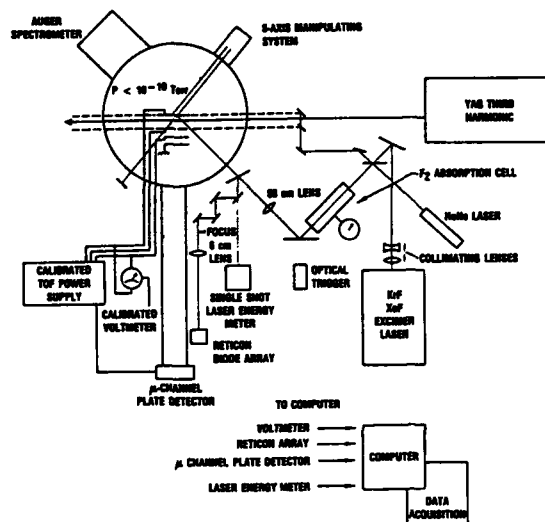 AUGER
SPECTROMETER
5-AXIS MANIPULATING
SYSTEM
P < 10⁻¹⁰ Torr
YAG THIRD
HARMONIC
F₂ ABSORPTION CELL
LENS
HeNe LASER
FOCUS
6 cm
LENS
COLLIMATING LENSES
OPTICAL
TRIGGER
KrF
XeF
EXCIMER
LASER
CALIBRATED
TOF POWER
SUPPLY
CALIBRATED
VOLTMETER
SINGLE SHOT
LASER ENERGY
METER
RETICON
DIODE ARRAY
μ-CHANNEL
PLATE DETECTOR
TO COMPUTER
VOLTMETER
RETICON ARRAY
μ CHANNEL PLATE DETECTOR
LASER ENERGY METER
COMPUTER
DATA
ACQUISITION